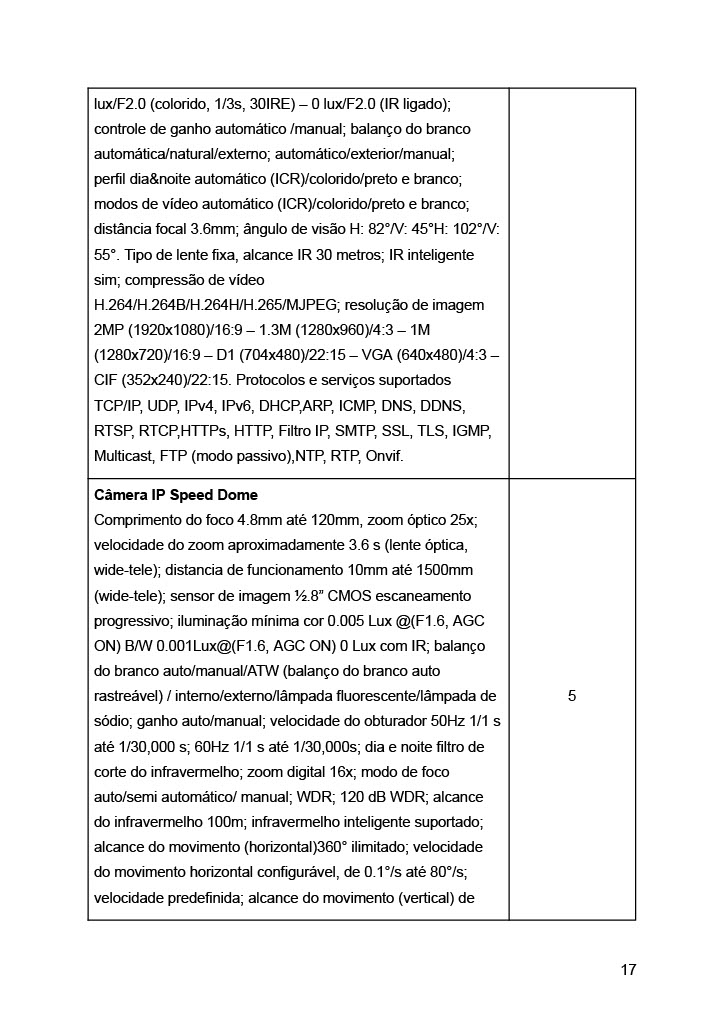 lux/F2.0 (colorido, 1/3s, 30IRE) – 0 lux/F2.0 (IR ligado);
controle de ganho automático /manual; balanço do branco
automática/natural/externo; automático/exterior/manual;
perfil dia&noite automático (ICR)/colorido/preto e branco;
modos de vídeo automático (ICR)/colorido/preto e branco;
distância focal 3.6mm; ângulo de visão H: 82°/V: 45°H: 102°/V:
55°. Tipo de lente fixa, alcance IR 30 metros; IR inteligente
sim; compressão de vídeo
H.264/H.264B/H.264H/H.265/MJPEG; resolução de imagem
2MP (1920x1080)/16:9 – 1.3M (1280x960)/4:3 – 1M
(1280x720)/16:9 – D1 (704x480)/22:15 – VGA (640x480)/4:3 –
CIF (352x240)/22:15. Protocolos e serviços suportados
TCP/IP, UDP, IPv4, IPv6, DHCP,ARP, ICMP, DNS, DDNS,
RTSP, RTCP,HTTPs, HTTP, Filtro IP, SMTP, SSL, TLS, IGMP,
Multicast, FTP (modo passivo),NTP, RTP, Onvif.
Câmera IP Speed Dome
Comprimento do foco 4.8mm até 120mm, zoom óptico 25x;
velocidade do zoom aproximadamente 3.6 s (lente óptica,
wide-tele); distancia de funcionamento 10mm até 1500mm
(wide-tele); sensor de imagem ½.8” CMOS escaneamento
progressivo; iluminação mínima cor 0.005 Lux @(F1.6, AGC
ON) B/W 0.001Lux@(F1.6, AGC ON) 0 Lux com IR; balanço
do branco auto/manual/ATW (balanço do branco auto
rastreável) / interno/externo/lâmpada fluorescente/lâmpada de
sódio; ganho auto/manual; velocidade do obturador 50Hz 1/1 s
até 1/30,000 s; 60Hz 1/1 s até 1/30,000s; dia e noite filtro de
corte do infravermelho; zoom digital 16x; modo de foco
auto/semi automático/ manual; WDR; 120 dB WDR; alcance
do infravermelho 100m; infravermelho inteligente suportado;
alcance do movimento (horizontal)360° ilimitado; velocidade
do movimento horizontal configurável, de 0.1°/s até 80°/s;
velocidade predefinida; alcance do movimento (vertical) de
5
17